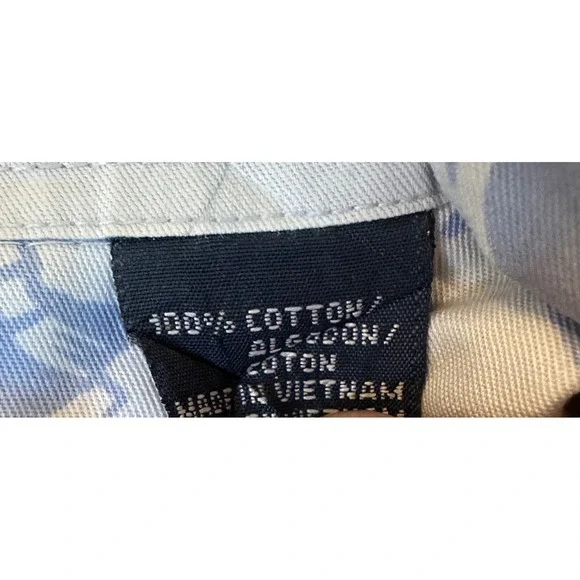 100% COTTON/
ALGODON/
COTON
MADE IN VIETNAM